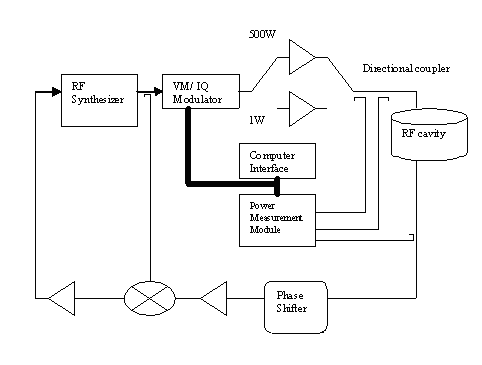 500W
Directional coupler
RF
Synthesizer
VM/ IQ
Modulator
1W
RF cavity
Computer
Interface
Power
Measurement
Module
Phase
Shifter